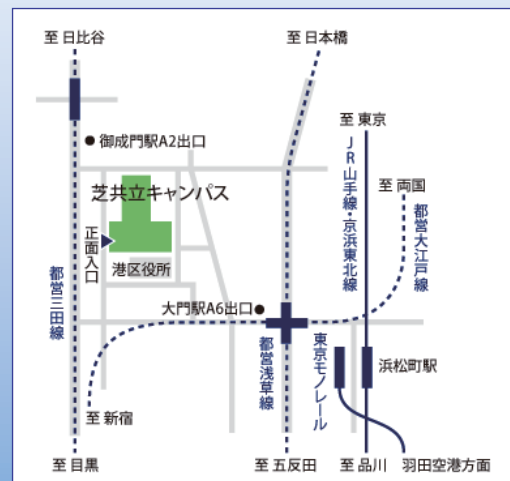 至 日比谷
至 日本橋
至 東京
御成門駅A2出口
JR山手線・京浜東北線
至 両国
芝共立キャンパス
正面入口
都営大江戸線
港区役所
都営三田線
大門駅A6出口
都営浅草線
東京モノレール
浜松町駅
至 新宿
至 目黒
至 五反田
至 品川
羽田空港方面